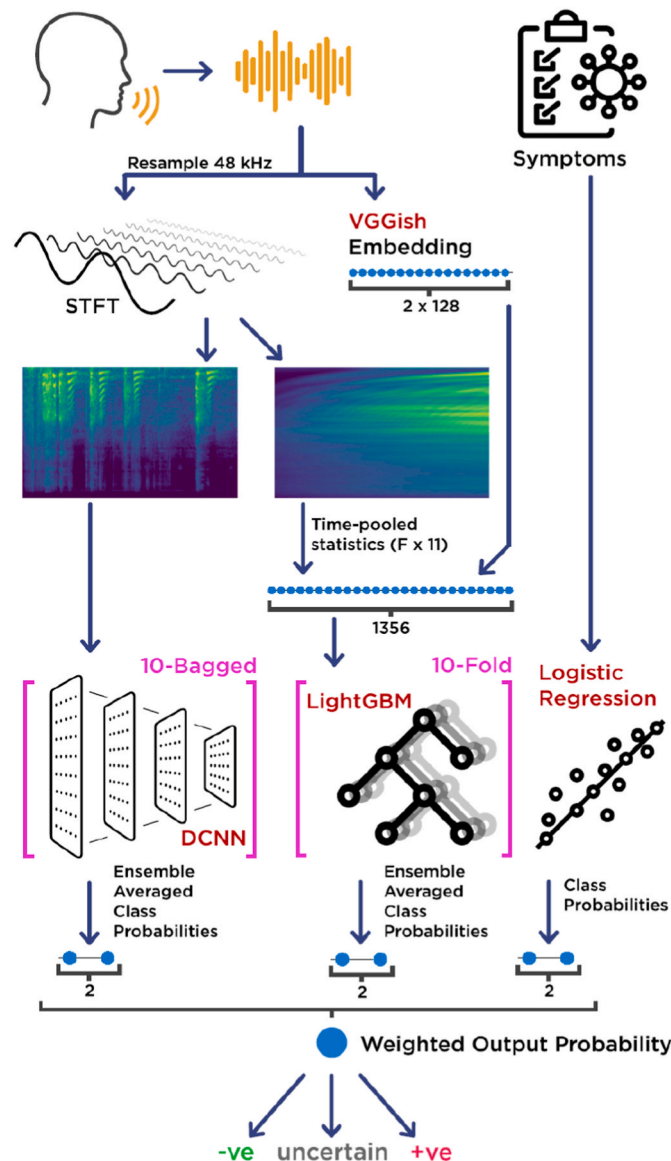 Resample 48 kHz
Symptoms
VGGish
Embedding
STFT
2 x 128
Time-pooled
statistics (F x 11)
1356
10-Bagged
10-Fold
Logistic
Regression
LightGBM
DCNN
Ensemble
Averaged
Class
Probabilities
Ensemble
Averaged
Class
Probabilities
Class
Probabilities
2
2
2
Weighted Output Probability
-ve uncertain +ve